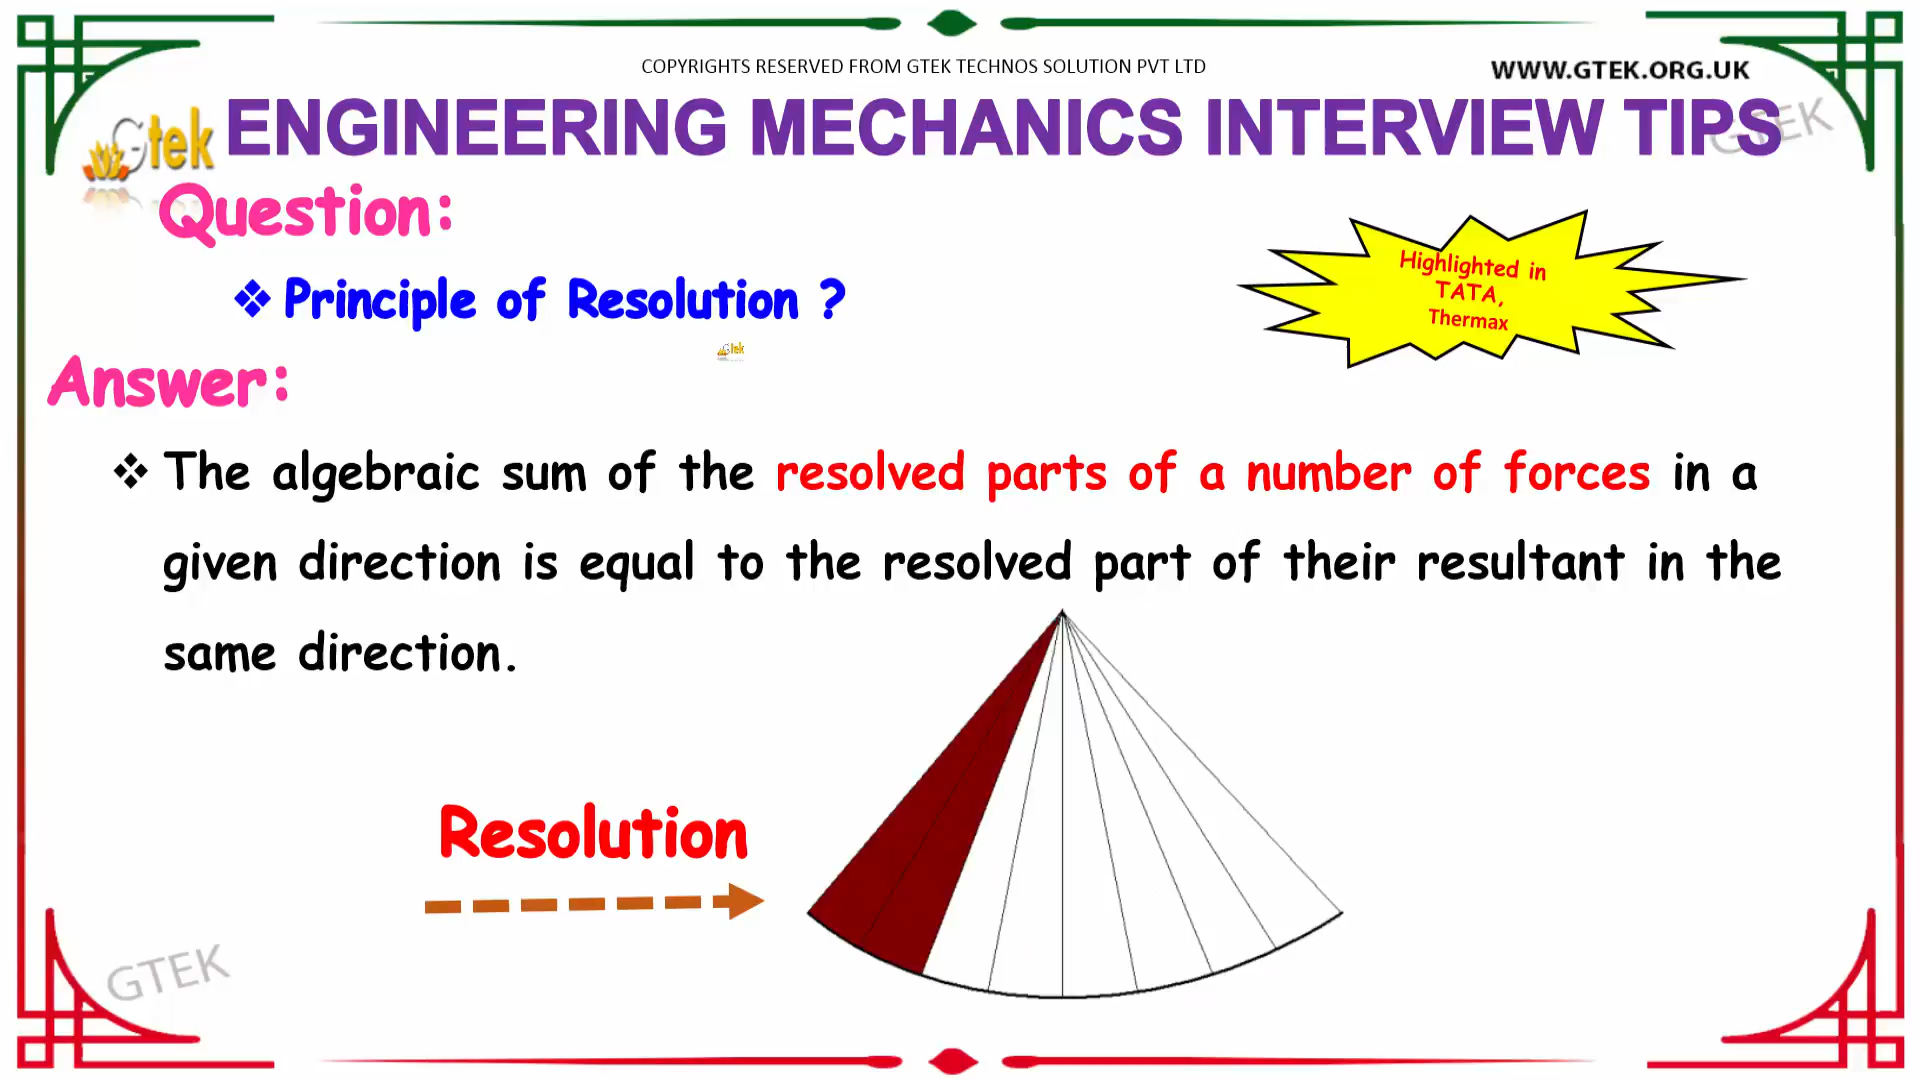 COPYRIGHTS RESERVED FROM GTEK TECHNOS SOLUTION PVT LTD
WWW.GTEK.ORG.UK
Gtek
ENGINEERING MECHANICS INTERVIEW TIPS
GTEK
Question:
❖ Principle of Resolution ?
Highlighted in
TATA,
Thermax
Gtek
Answer:
❖ The algebraic sum of the resolved parts of a number of forces in a
given direction is equal to the resolved part of their resultant in the
same direction.
Resolution
GTEK